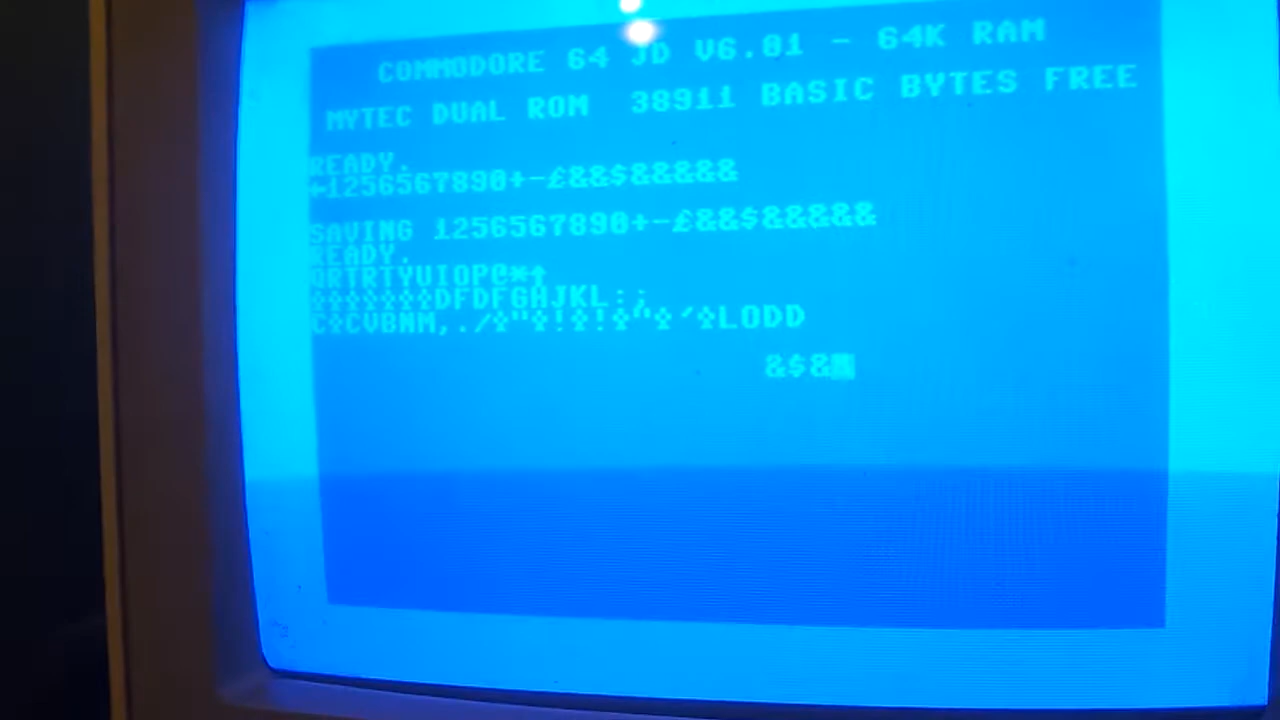 COMMODORE 64 JD V6.01 - 64K RAM
MYTEC DUAL ROM 38911 BASIC BYTES FREE
READY.
←1256567890+-£&&$&&&&&
SAVING 1256567890+-£&&$&&&&&
READY.
QRTRTYUIOP@*↑
DFDFGHJKL:;
CVBNM,./
LODD
&$&